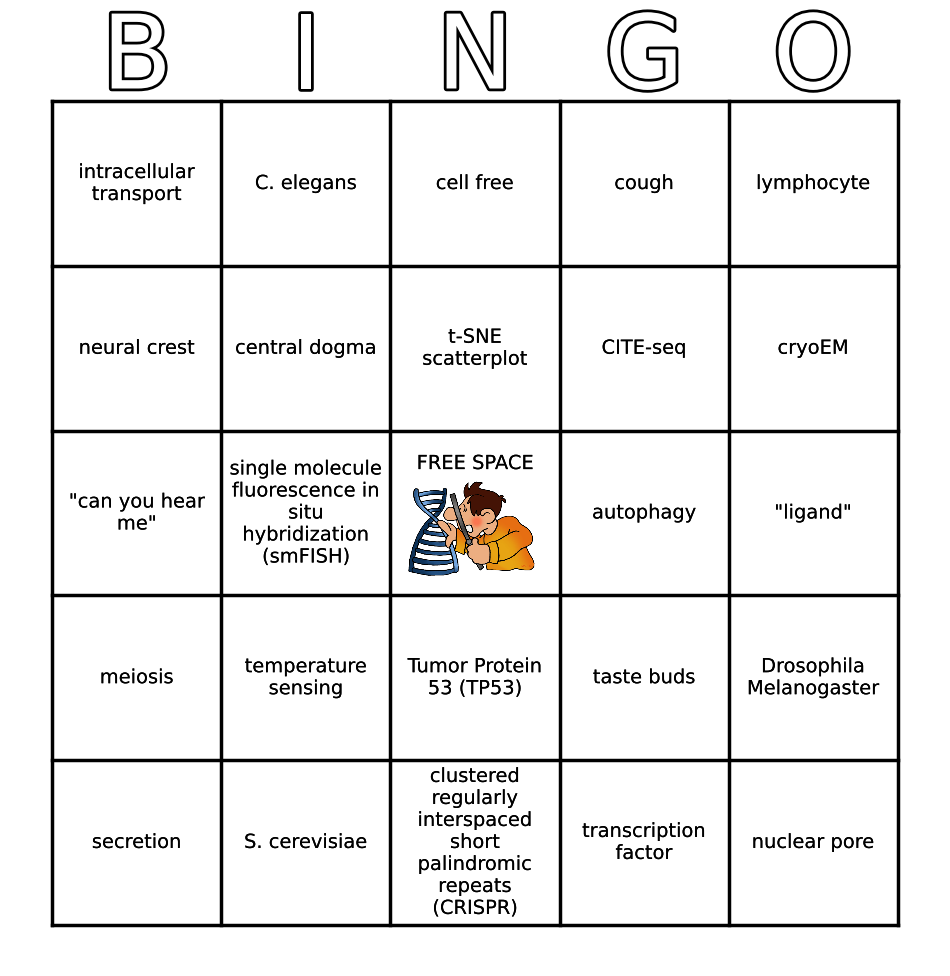 B I N G O
intracellular
transport
C. elegans
cell free
cough
lymphocyte
neural crest
central dogma
t-SNE
scatterplot
CITE-seq
cryoEM
"can you hear
me"
single molecule
fluorescence in
situ
hybridization
(smFISH)
FREE SPACE
autophagy
"ligand"
meiosis
temperature
sensing
Tumor Protein
53 (TP53)
taste buds
Drosophila
Melanogaster
secretion
S. cerevisiae
clustered
regularly
interspaced
short
palindromic
repeats
(CRISPR)
transcription
factor
nuclear pore